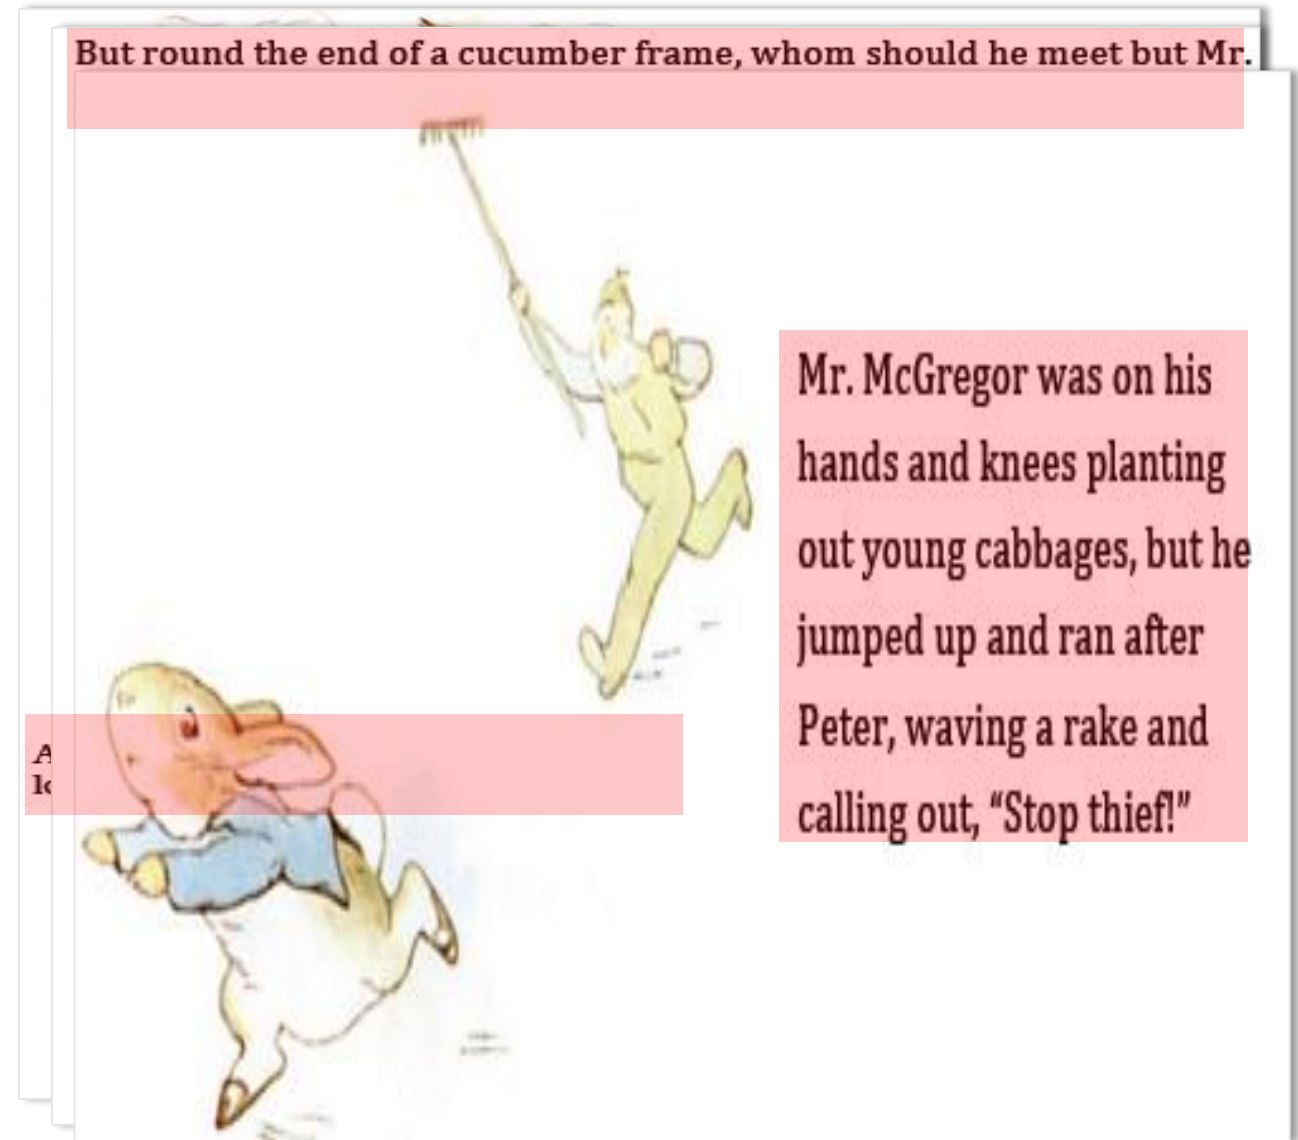 But round the end of a cucumber frame, whom should he meet but Mr.
Mr. McGregor was on his
hands and knees planting
out young cabbages, but he
jumped up and ran after
Peter, waving a rake and
calling out, “Stop thief!”